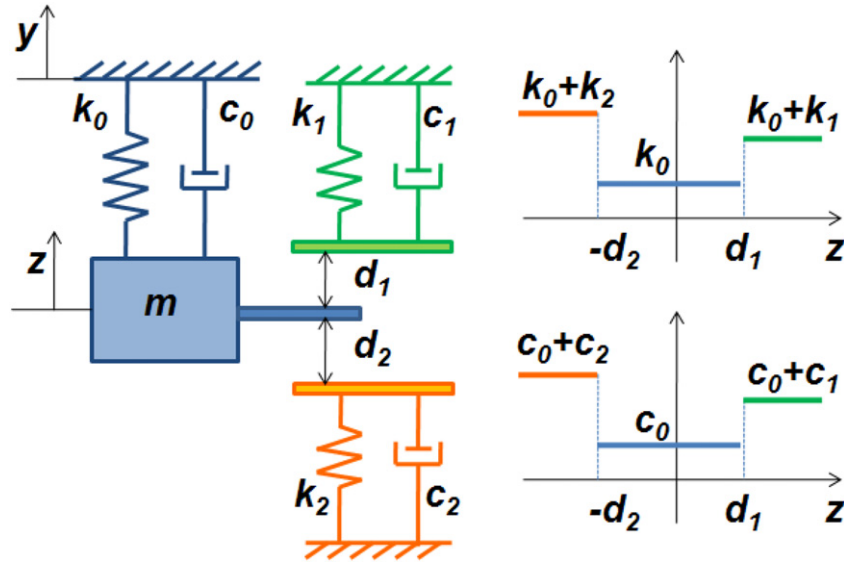 y
k₀
c₀
k₁
c₁
z
m
d₁
d₂
k₂
c₂
k₀+k₂
k₀
k₀+k₁
-d₂
d₁
z
c₀+c₂
c₀
c₀+c₁
-d₂
d₁
z